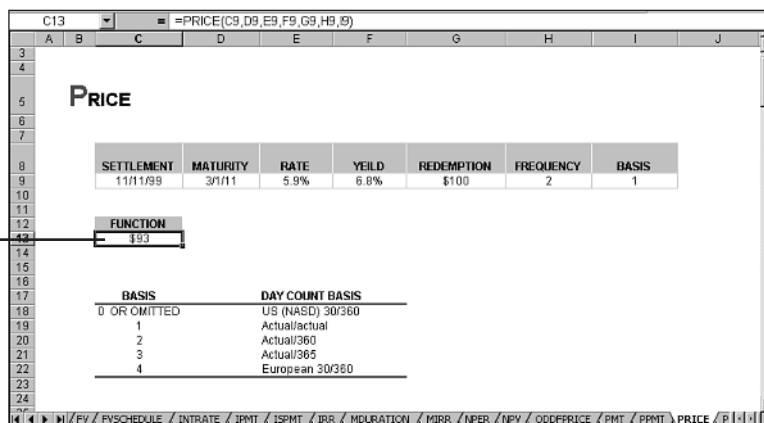 C13 = =PRICE(C9,D9,E9,F9,G9,H9,I9)
A B C D E F G H I J
3
4
5 PRICE
6
7
8 SETTLEMENT MATURITY RATE YEILD REDEMPTION FREQUENCY BASIS
9 11/11/99 3/1/11 5.9% 6.8% $100 2 1
10
11
12 FUNCTION
13 $93
14
15
16
17 BASIS DAY COUNT BASIS
18 0 OR OMITTED US (NASD) 30/360
19 1 Actual/actual
20 2 Actual/360
21 3 Actual/365
22 4 European 30/360
23
24
25
FV / FVSCHEDULE / INTRATE / IPMT / ISPMT / IRR / MDURATION / MIRR / NPER / NPV / ODDFPRICE / PMT / PPMT \ PRICE / P